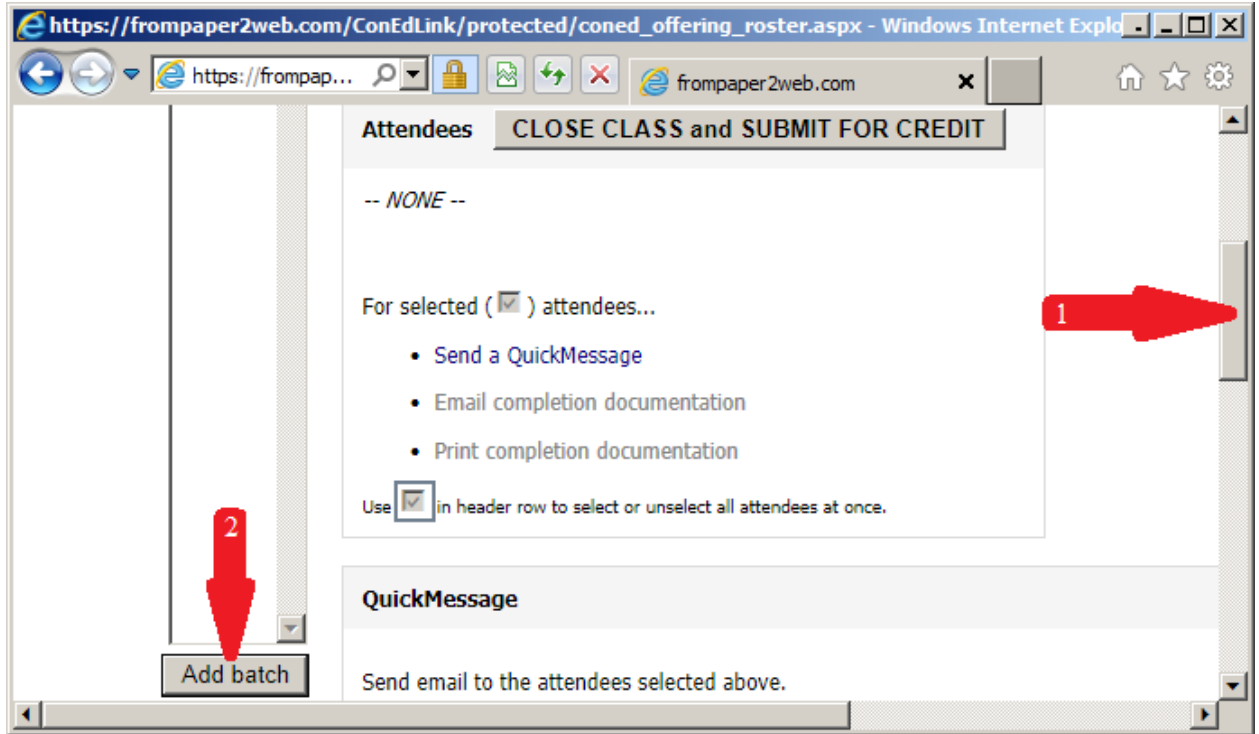 https://frompaper2web.com/ConEdLink/protected/coned_offering_roster.aspx - Windows Internet Explo
https://frompap...
frompaper2web.com
Attendees
CLOSE CLASS and SUBMIT FOR CREDIT
-- NONE --
For selected ( ) attendees...
1
• Send a QuickMessage
• Email completion documentation
• Print completion documentation
Use in header row to select or unselect all attendees at once.
2
QuickMessage
Add batch
Send email to the attendees selected above.